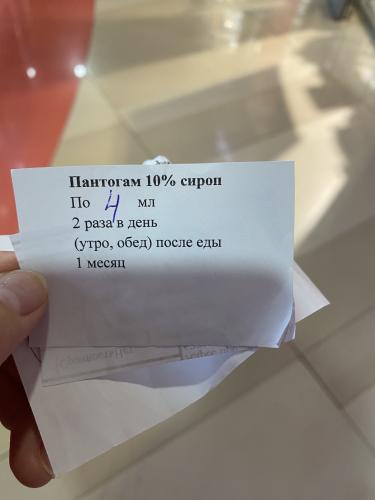 Пантогам 10% сироп
По 4 мл
2 раза в день
(утро, обед) после еды
1 месяц